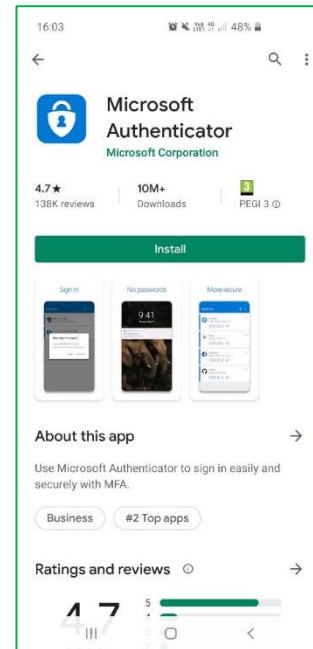 16:03 48%
Microsoft
Authenticator
Microsoft Corporation
4.7★ 10M+ 3
138K reviews Downloads PEGI 3
Install
Sign in No passwords More secure
9:41
About this app
Use Microsoft Authenticator to sign in easily and
securely with MFA.
Business #2 Top apps
Ratings and reviews
4.7 5